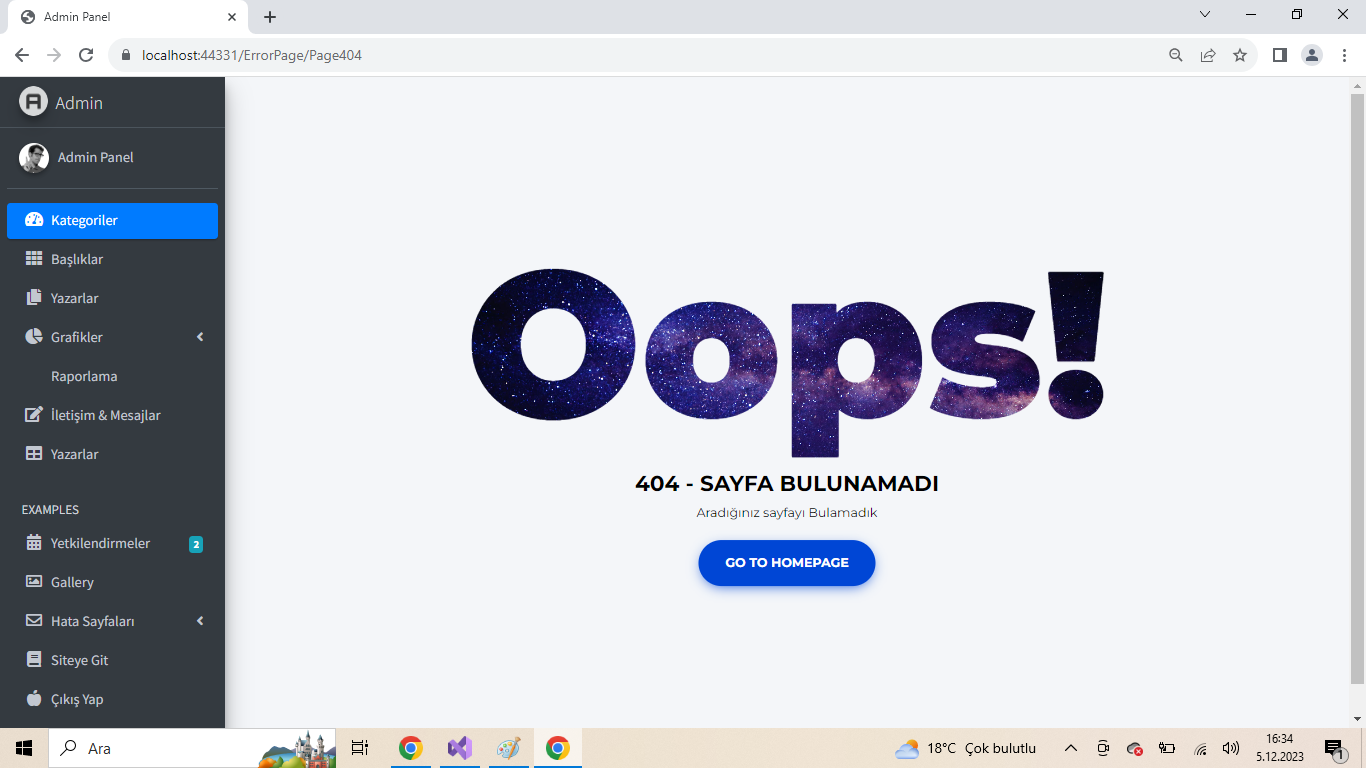 Admin Panel
localhost:44331/ErrorPage/Page404
Admin
Admin Panel
Kategoriler
Başlıklar
Yazarlar
Grafikler
Raporlama
İletişim & Mesajlar
Yazarlar
EXAMPLES
Yetkilendirmeler 2
Gallery
Hata Sayfaları
Siteye Git
Çıkış Yap
Oops!
404 - SAYFA BULUNAMADI
Aradığınız sayfayı Bulamadık
GO TO HOMEPAGE
Ara
18°C Çok bulutlu
16:34
5.12.2023
1